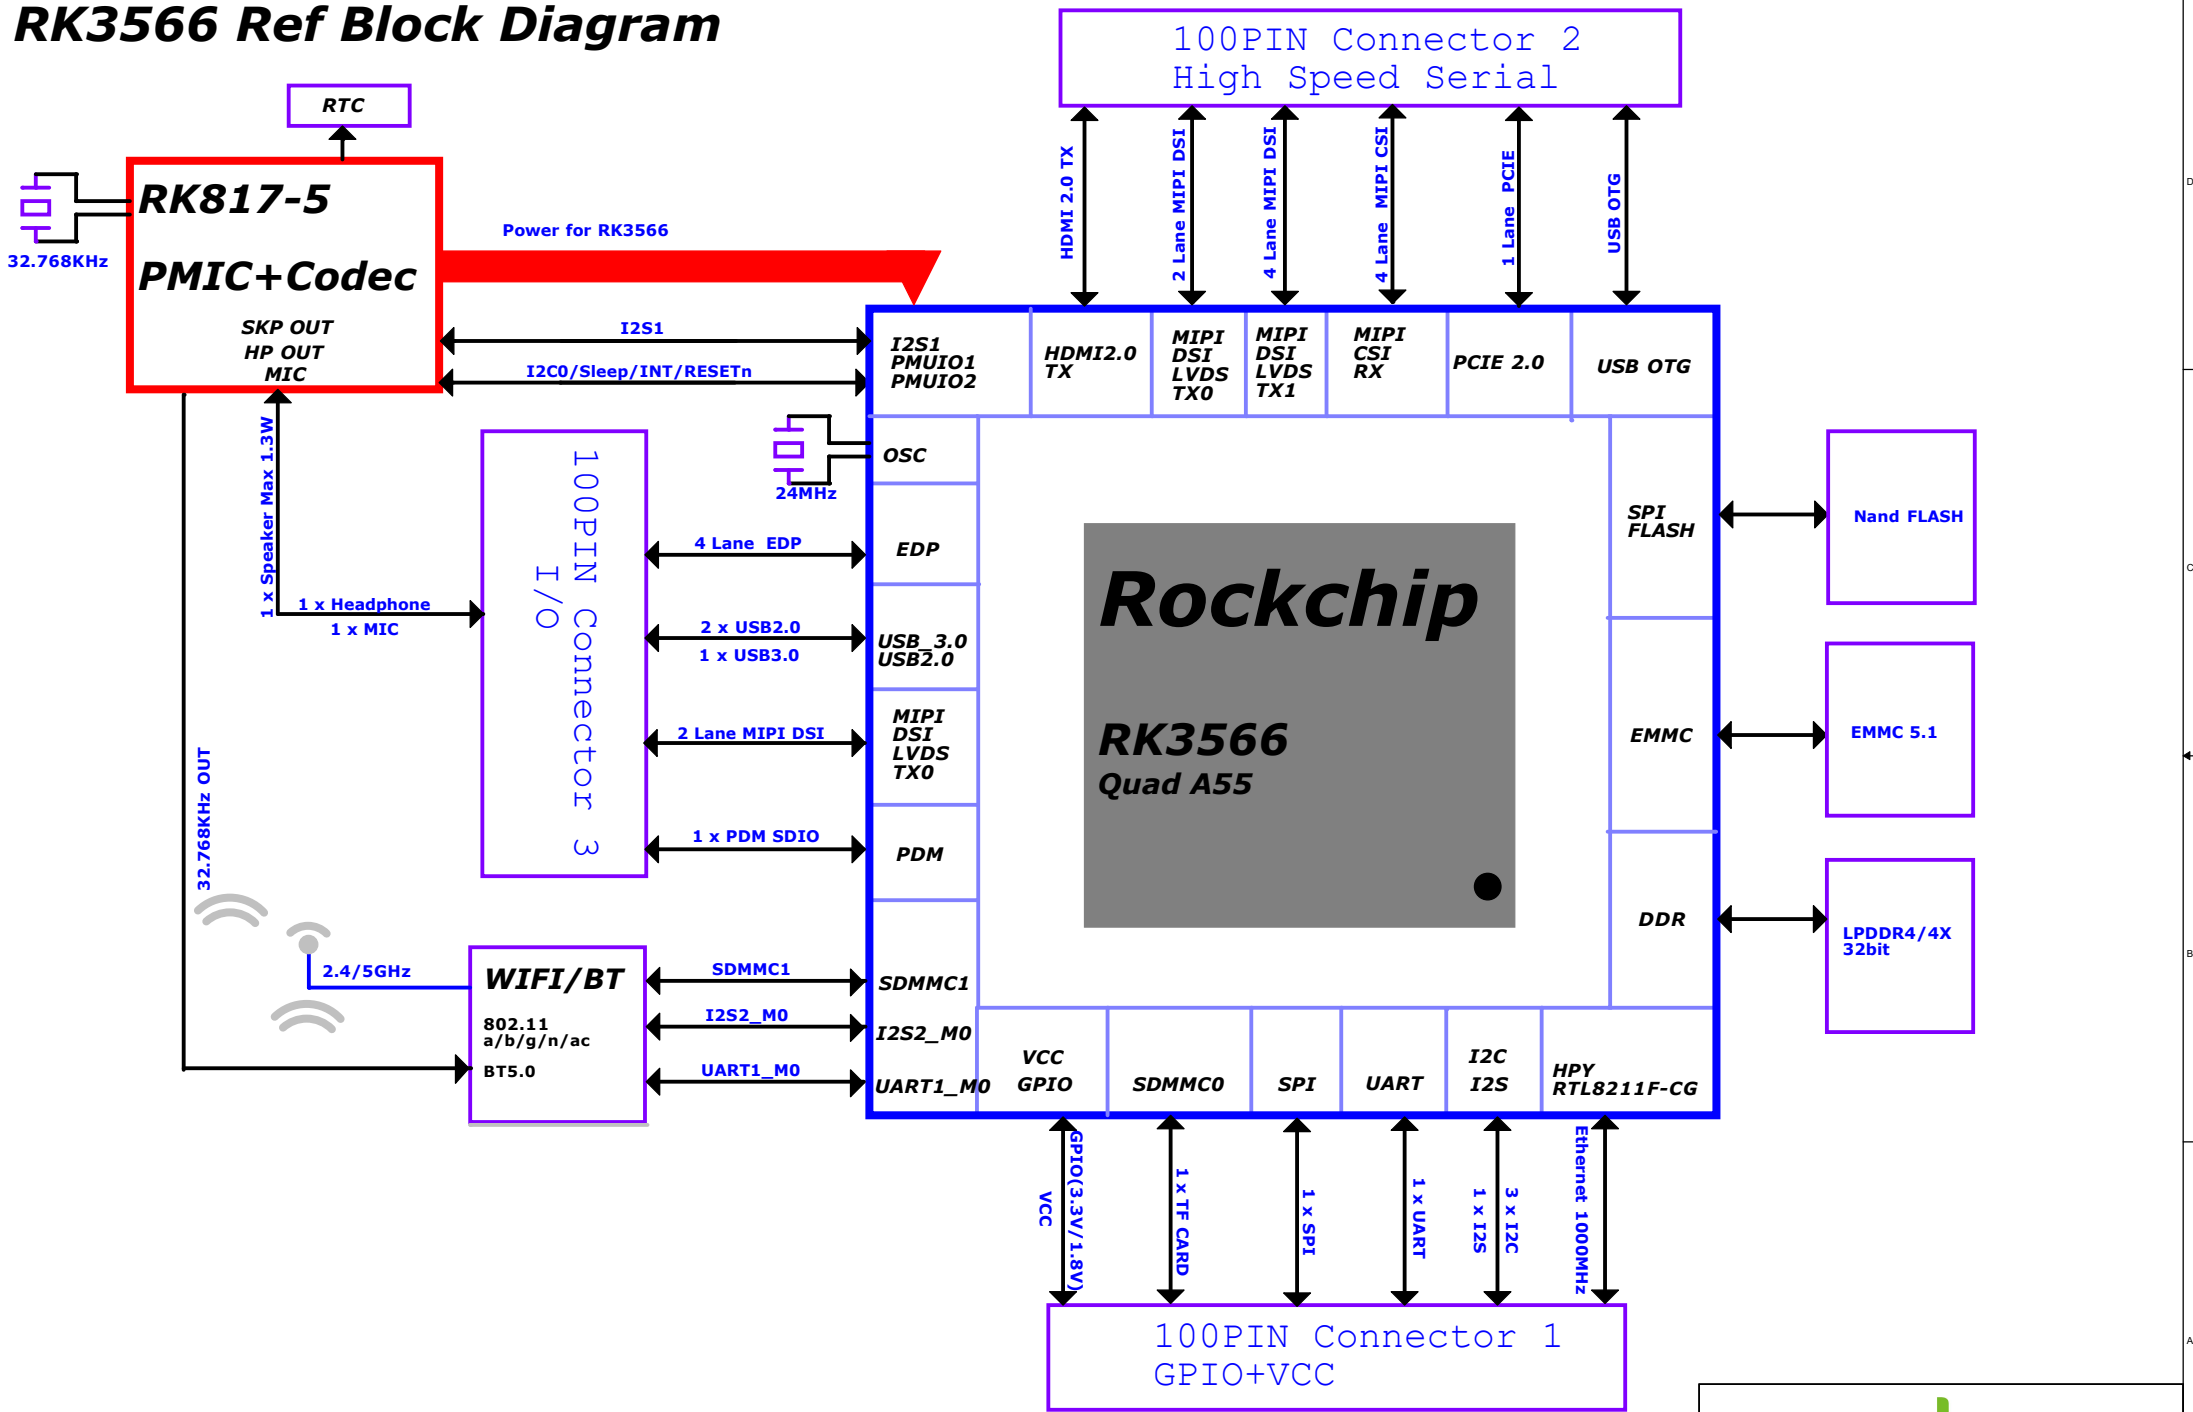 RK3566 Ref Block Diagram
100PIN Connector 2
High Speed Serial
RTC
HDMI 2.0 TX
2 Lane MIPI DSI
4 Lane MIPI DSI
4 Lane MIPI CSI
1 Lane PCIE
USB OTG
D
RK817-5
PMIC+Codec
SKP OUT
HP OUT
MIC
32.768KHz
Power for RK3566
I2S1
I2C0/Sleep/INT/RESETn
I2S1
PMUIO1
PMUIO2
HDMI2.0
TX
MIPI
DSI
LVDS
TX0
MIPI
DSI
LVDS
TX1
MIPI
CSI
RX
PCIE 2.0
USB OTG
24MHz
OSC
1 x Speaker Max 1.3W
1 x Headphone
1 x MIC
100PIN Connector 3
I/O
4 Lane EDP
EDP
2 x USB2.0
1 x USB3.0
USB_3.0
USB2.0
2 Lane MIPI DSI
MIPI
DSI
LVDS
TX0
1 x PDM SDIO
PDM
Rockchip
RK3566
Quad A55
SPI
FLASH
Nand FLASH
C
EMMC
EMMC 5.1
DDR
LPDDR4/4X
32bit
B
32.768KHz OUT
2.4/5GHz
WIFI/BT
802.11
a/b/g/n/ac
BT5.0
SDMMC1
I2S2_M0
UART1_M0
SDMMC1
I2S2_M0
UART1_M0
VCC
GPIO
SDMMC0
SPI
UART
I2C
I2S
HPY
RTL8211F-CG
GPIO(3.3V/1.8V)
VCC
1 x TF CARD
1 x SPI
1 x UART
3 x I2C
1 x I2S
Ethernet 1000MHz
100PIN Connector 1
GPIO+VCC
A